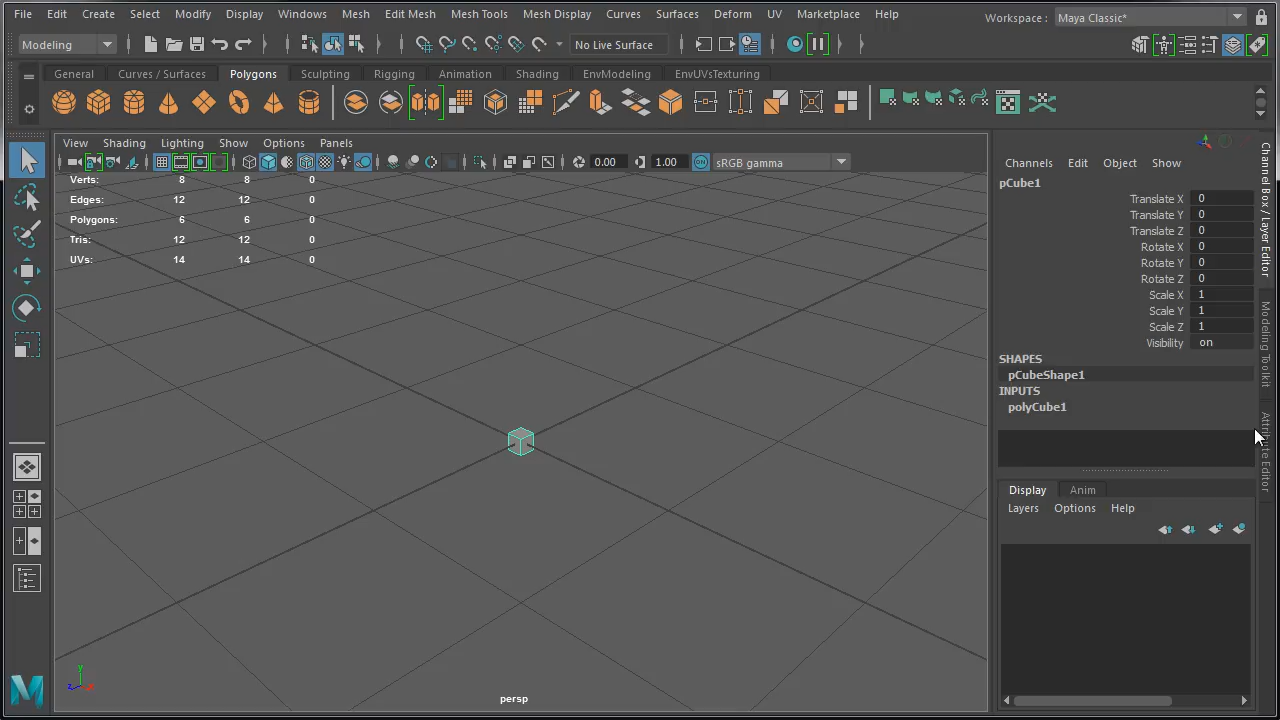 File Edit Create Select Modify Display Windows Mesh Edit Mesh Mesh Tools Mesh Display Curves Surfaces Deform UV Marketplace Help
Workspace : Maya Classic*
Modeling
No Live Surface
General Curves / Surfaces Polygons Sculpting Rigging Animation Shading EnvModeling EnvUVsTexturing
View Shading Lighting Show Options Panels
0.00 1.00 ON sRGB gamma
Verts: 8 8 0
Edges: 12 12 0
Polygons: 6 6 0
Tris: 12 12 0
UVs: 14 14 0
y
z x
persp
Channels Edit Object Show
pCube1
Translate X 0
Translate Y 0
Translate Z 0
Rotate X 0
Rotate Y 0
Rotate Z 0
Scale X 1
Scale Y 1
Scale Z 1
Visibility on
SHAPES
pCubeShape1
INPUTS
polyCube1
Display Anim
Layers Options Help
Channel Box / Layer Editor
Modeling Toolkit
Attribute Editor